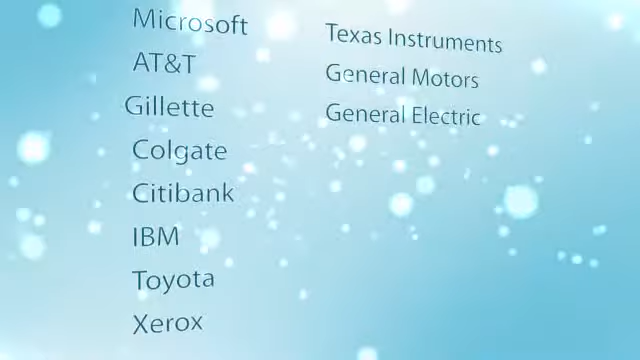 Microsoft
AT&T
Gillette
Colgate
Citibank
IBM
Toyota
Xerox
Texas Instruments
General Motors
General Electric